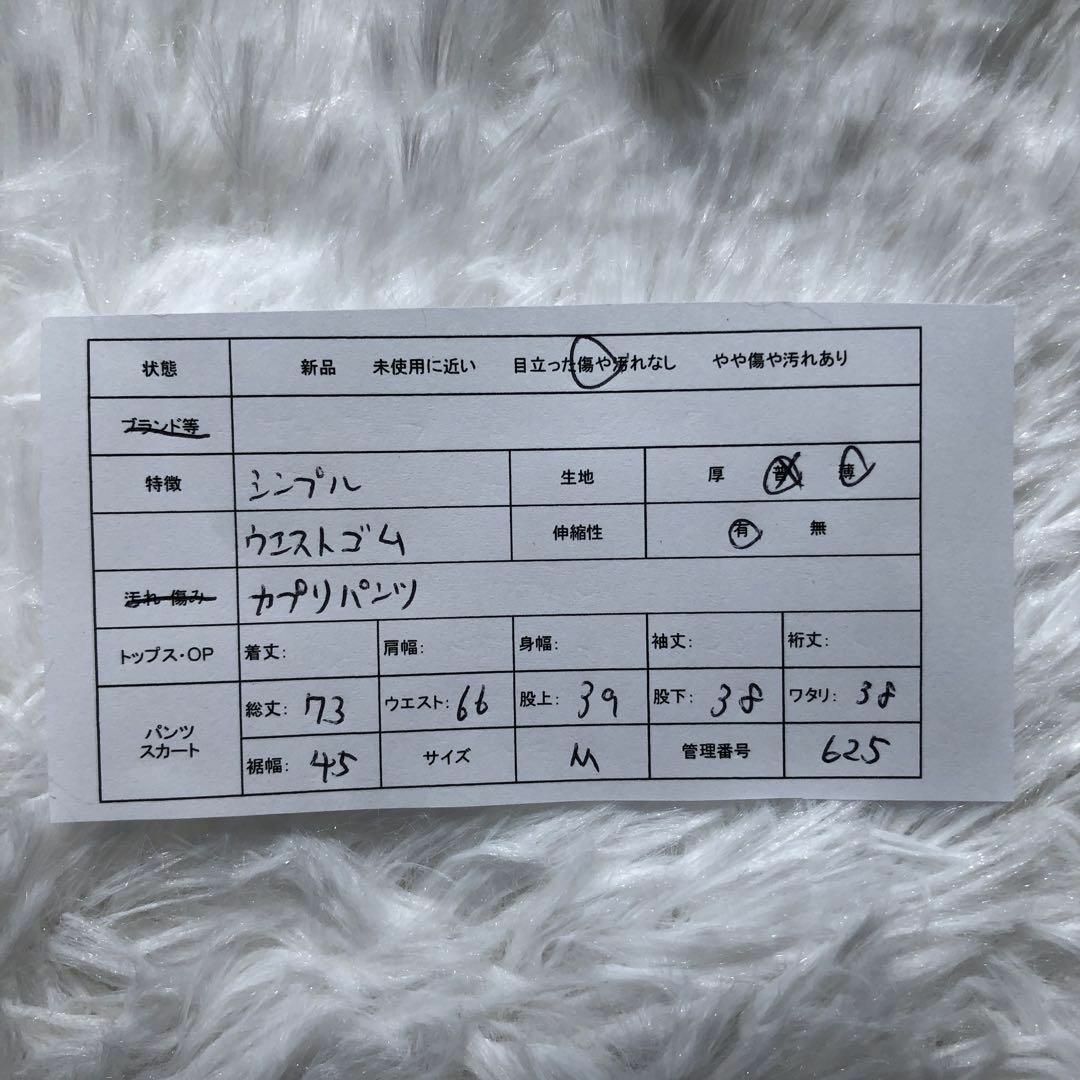 状態 新品 未使用に近い 目立った傷や汚れなし やや傷や汚れあり
ブランド等
特徴 シンプル 生地 厚 普 薄
ウエストゴム 伸縮性 有 無
汚れ・傷み カプリパンツ
トップス・OP 着丈: 肩幅: 身幅: 袖丈: 裄丈:
パンツ
スカート
総丈: 73 ウエスト: 66 股上: 39 股下: 38 ワタリ: 38
裾幅: 45 サイズ M 管理番号 625